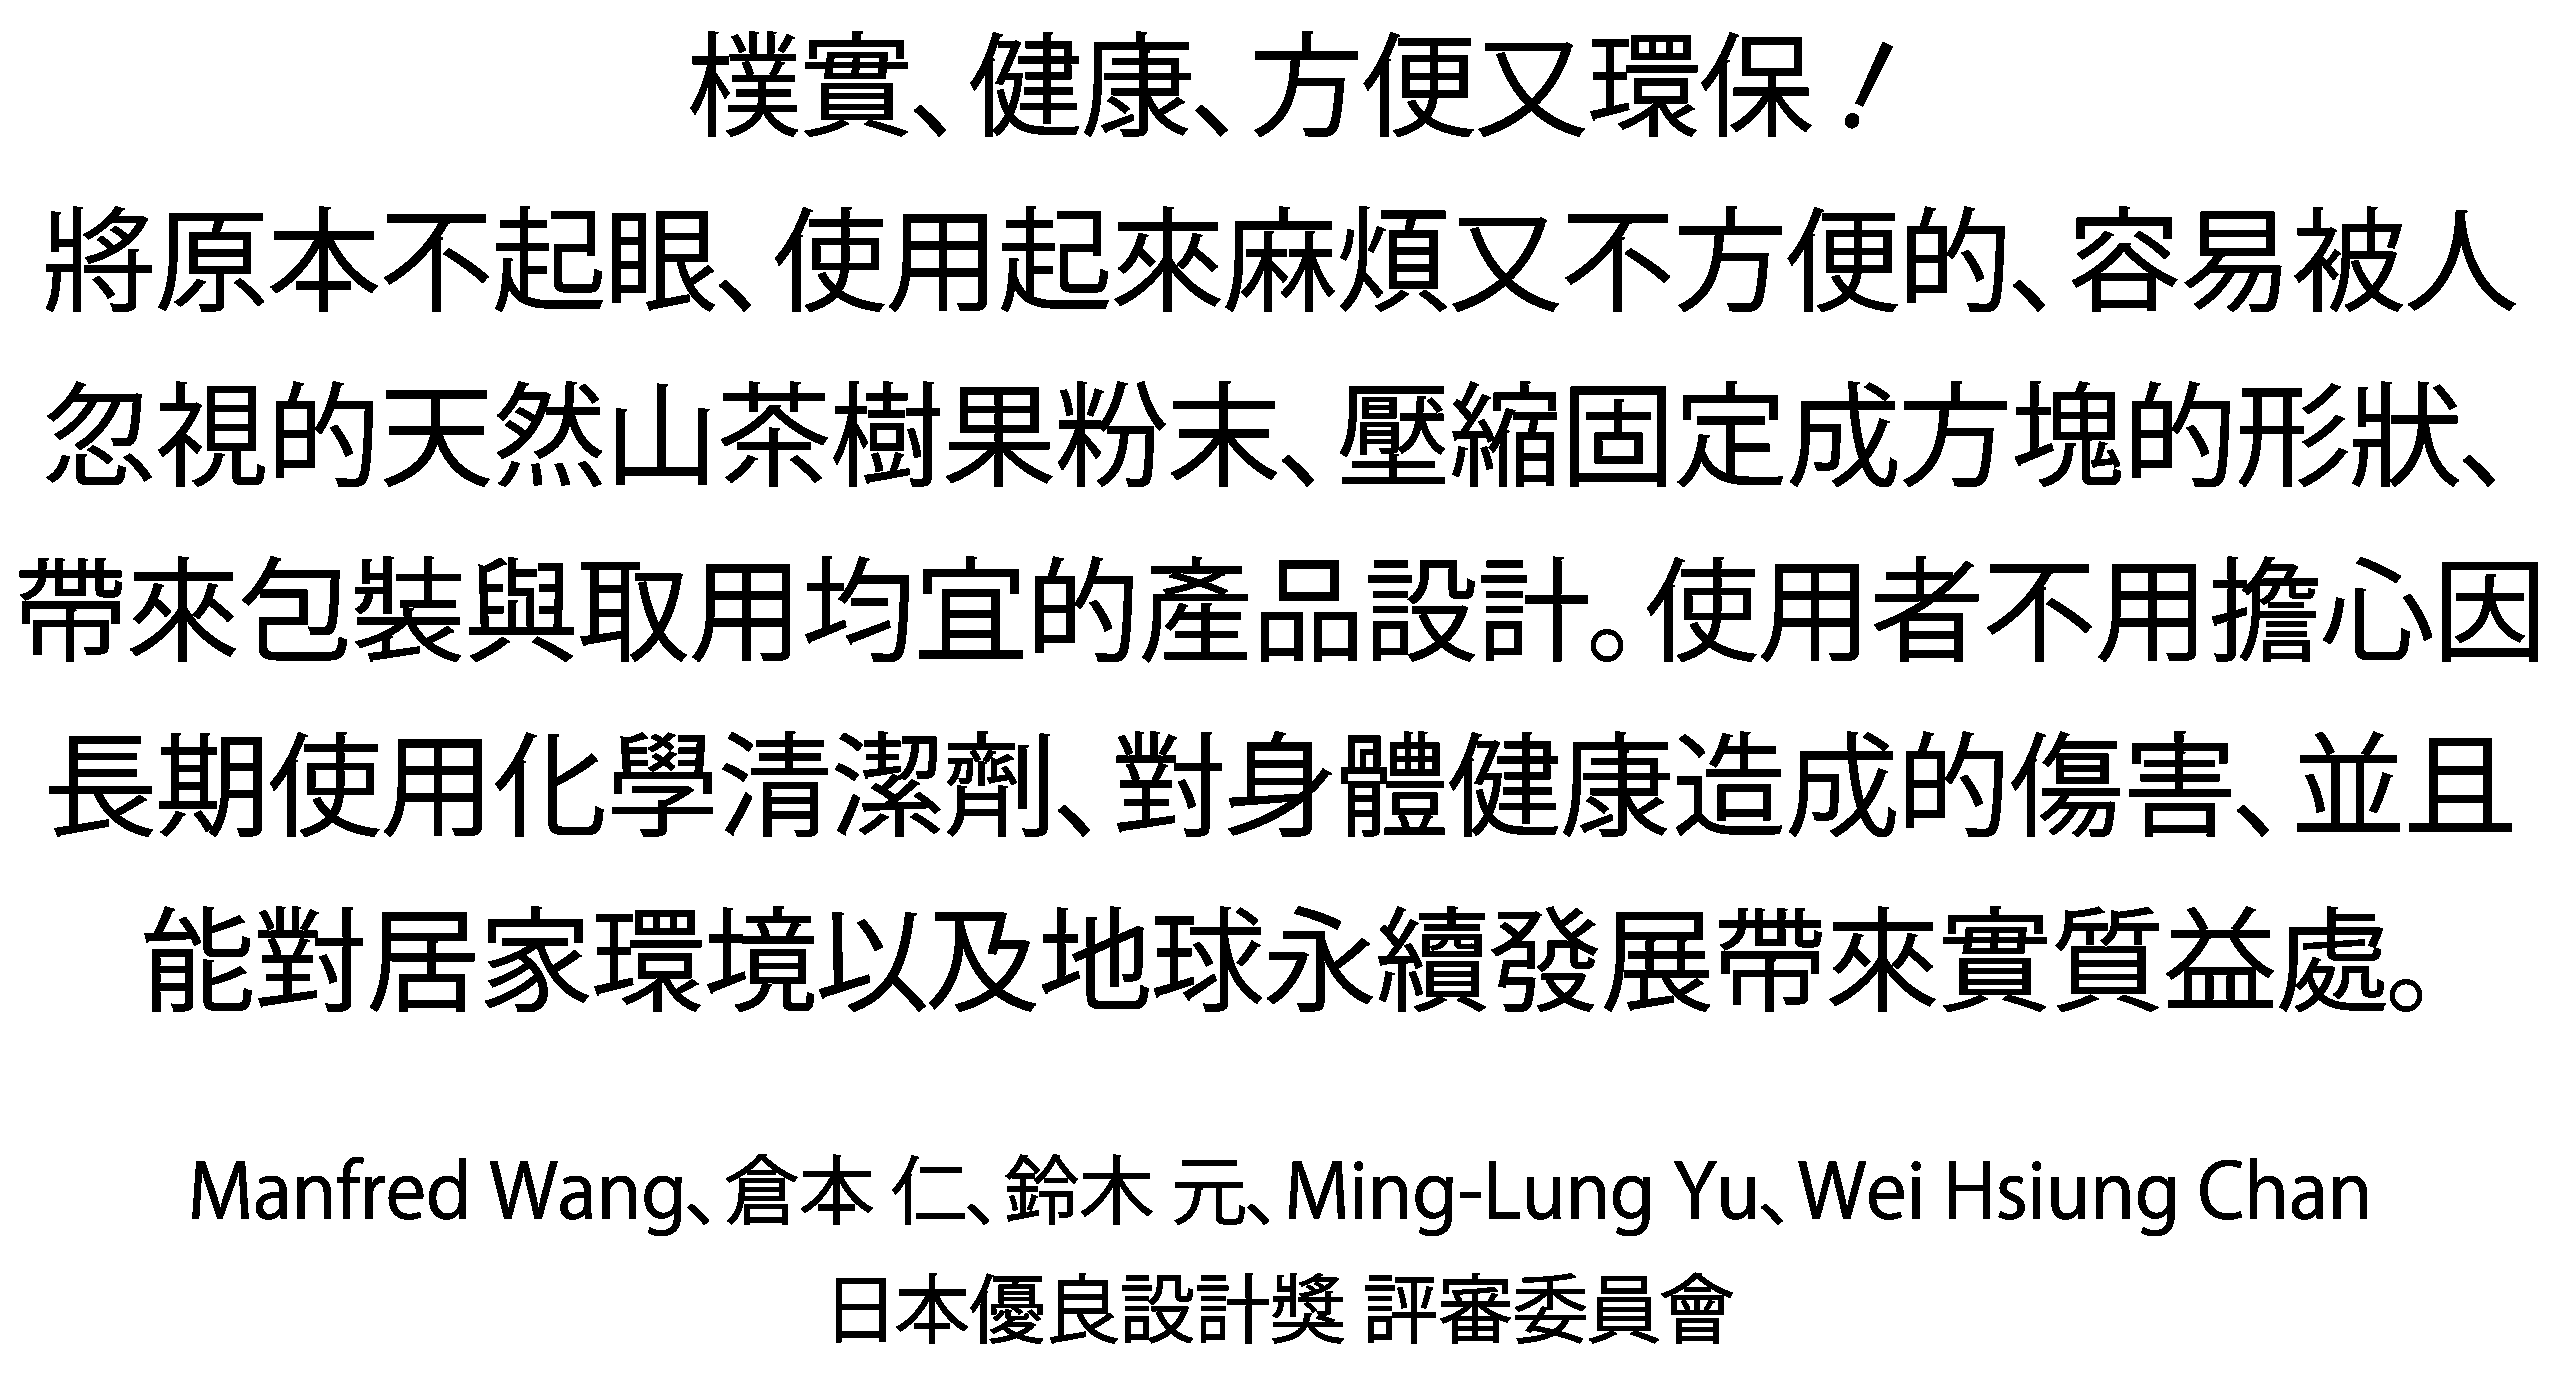 樸實、健康、方便又環保！
將原本不起眼、使用起來麻煩又不方便的、容易被人
忽視的天然山茶樹果粉末、壓縮固定成方塊的形狀、
帶來包裝與取用均宜的產品設計。使用者不用擔心因
長期使用化學清潔劑、對身體健康造成的傷害、並且
能對居家環境以及地球永續發展帶來實質益處。
Manfred Wang、倉本 仁、鈴木 元、Ming-Lung Yu、Wei Hsiung Chan
日本優良設計獎 評審委員會